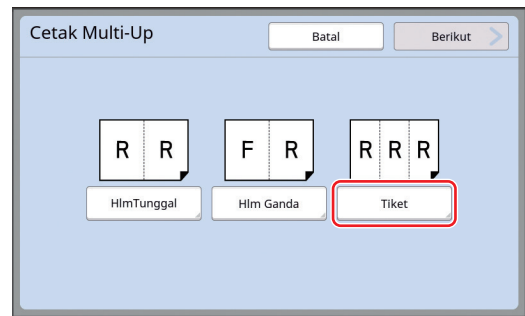 Cetak Multi-Up
Batal
Berikut
R R
F R
R R R
HlmTunggal
Hlm Ganda
Tiket